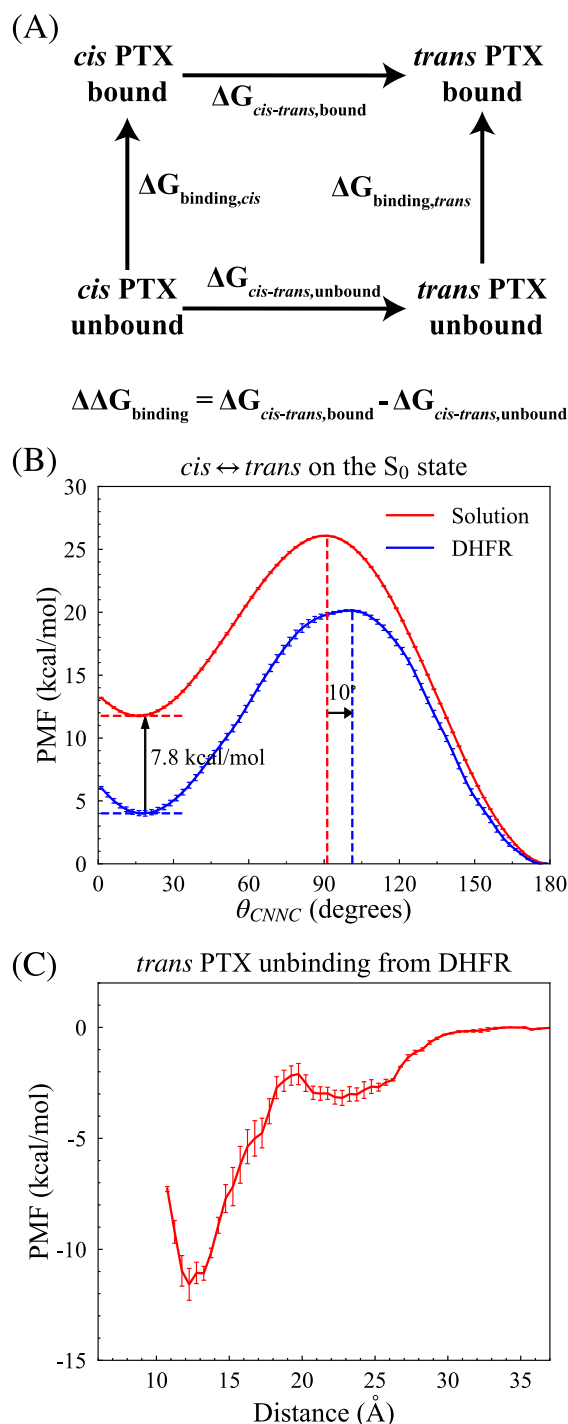 (A)
cis PTX bound
trans PTX bound
ΔG_cis-trans,bound
ΔG_binding,cis
ΔG_binding,trans
cis PTX unbound
ΔG_cis-trans,unbound
trans PTX unbound
ΔΔG_binding = ΔG_cis-trans,bound - ΔG_cis-trans,unbound
(B)
cis ↔ trans on the S₀ state
PMF (kcal/mol)
30
25
20
15
10
5
0
Solution
DHFR
10°
7.8 kcal/mol
0 30 60 90 120 150 180
θ_CNNC (degrees)
(C)
trans PTX unbinding from DHFR
PMF (kcal/mol)
0
-5
-10
-15
10 15 20 25 30 35
Distance (Å)